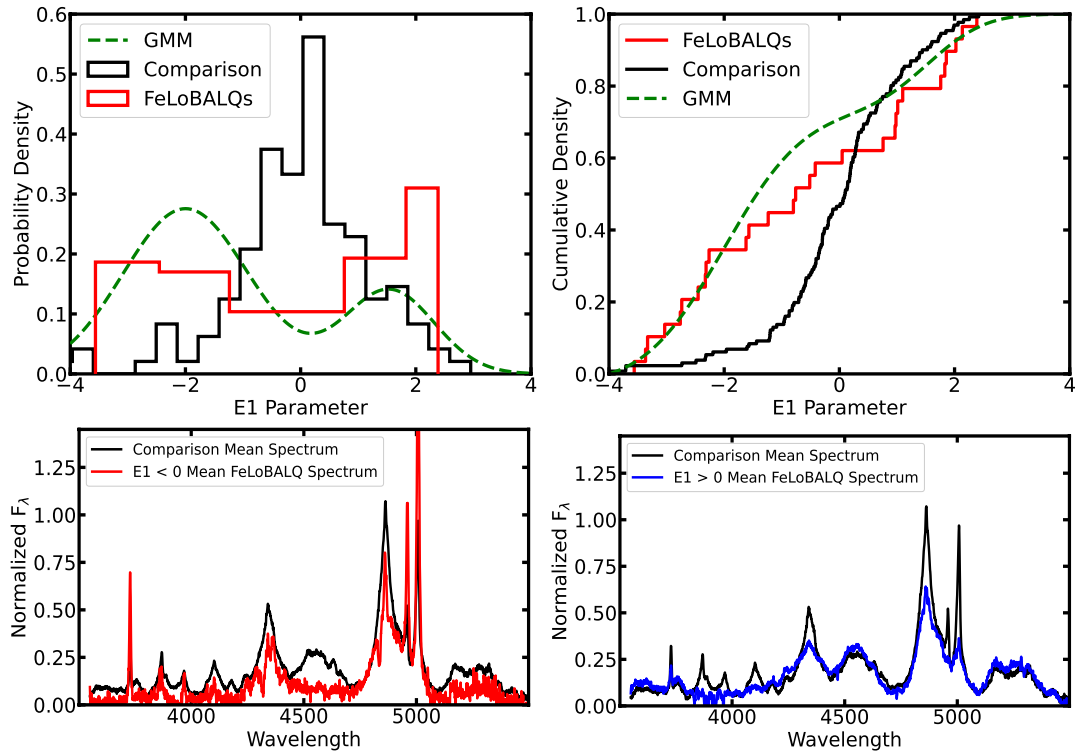 0.6
0.5
0.4
0.3
0.2
0.1
0.0
Probability Density
GMM
Comparison
FeLoBALQs
−4 −2 0 2 4
E1 Parameter
1.0
0.8
0.6
0.4
0.2
0.0
Cumulative Density
FeLoBALQs
Comparison
GMM
−4 −2 0 2 4
E1 Parameter
1.25
1.00
0.75
0.50
0.25
0.00
Normalized Fλ
Comparison Mean Spectrum
E1 < 0 Mean FeLoBALQ Spectrum
4000 4500 5000
Wavelength
1.25
1.00
0.75
0.50
0.25
0.00
Normalized Fλ
Comparison Mean Spectrum
E1 > 0 Mean FeLoBALQ Spectrum
4000 4500 5000
Wavelength